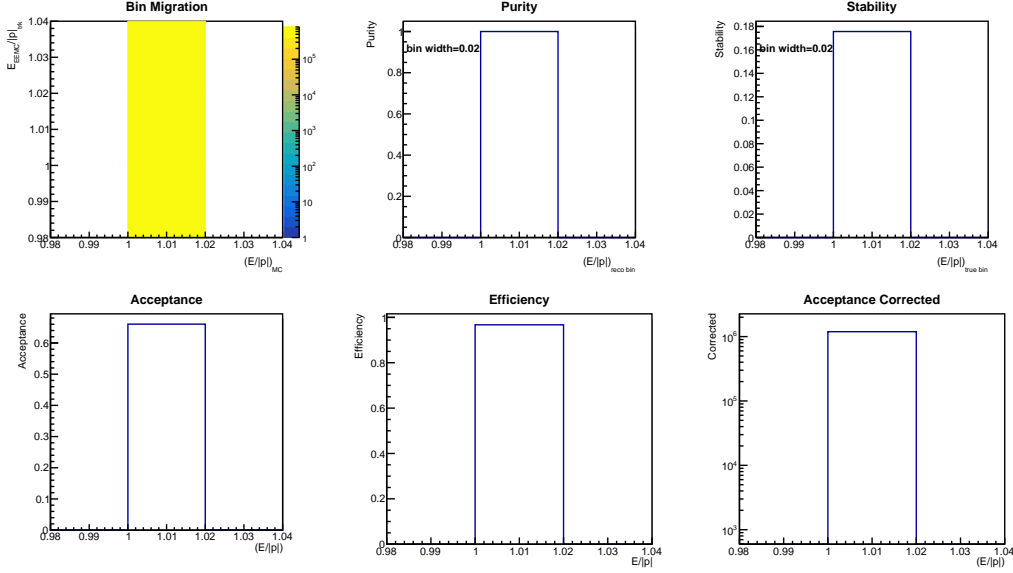 Bin Migration
E_EEMC/|p|_trk
1.04
1.03
1.02
1.01
1
0.99
0.98
0.98 0.99 1 1.01 1.02 1.03 1.04
(E/|p|)_MC
10^5
10^4
10^3
10^2
10
1
Purity
Purity
bin width=0.02
1
0.8
0.6
0.4
0.2
0
0.98 0.99 1 1.01 1.02 1.03 1.04
(E/|p|)_reco bin
Stability
Stability
bin width=0.02
0.18
0.16
0.14
0.12
0.1
0.08
0.06
0.04
0.02
0
0.98 0.99 1 1.01 1.02 1.03 1.04
(E/|p|)_true bin
Acceptance
Acceptance
0.6
0.5
0.4
0.3
0.2
0.1
0
0.98 0.99 1 1.01 1.02 1.03 1.04
(E/|p|)
Efficiency
Efficiency
1
0.8
0.6
0.4
0.2
0
0.98 0.99 1 1.01 1.02 1.03 1.04
E/|p|
Acceptance Corrected
Corrected
10^6
10^5
10^4
10^3
0.98 0.99 1 1.01 1.02 1.03 1.04
(E/|p|)